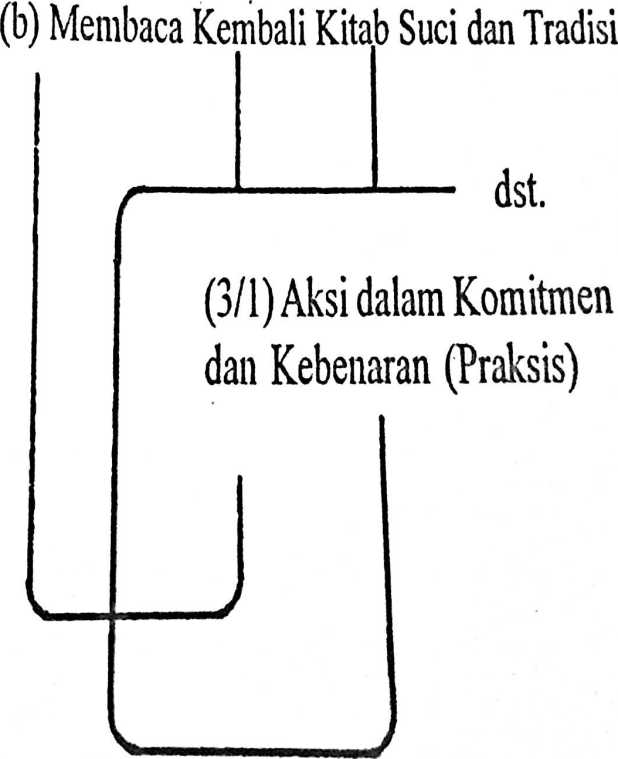 (b) Membaca Kembali Kitab Suci dan Tradisi
dst.
(3/1) Aksi dalam Komitmen
dan Kebenaran (Praksis)